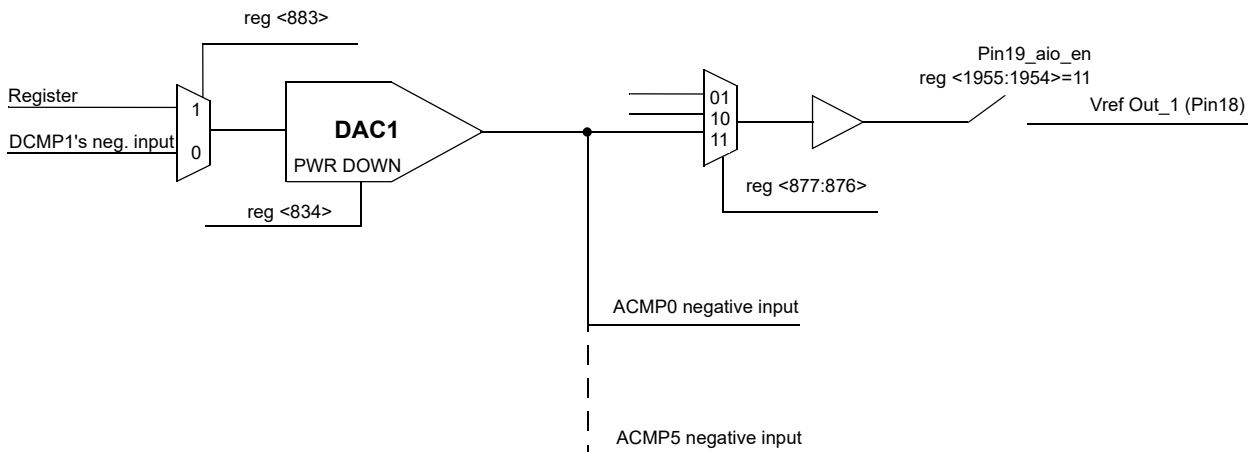 reg <883>
Pin19_aio_en
reg <1955:1954>=11
Register
1
01
Vref Out_1 (Pin18)
10
DAC1
11
DCMP1's neg. input
0
PWR DOWN
reg <877:876>
reg <834>
ACMP0 negative input
ACMP5 negative input